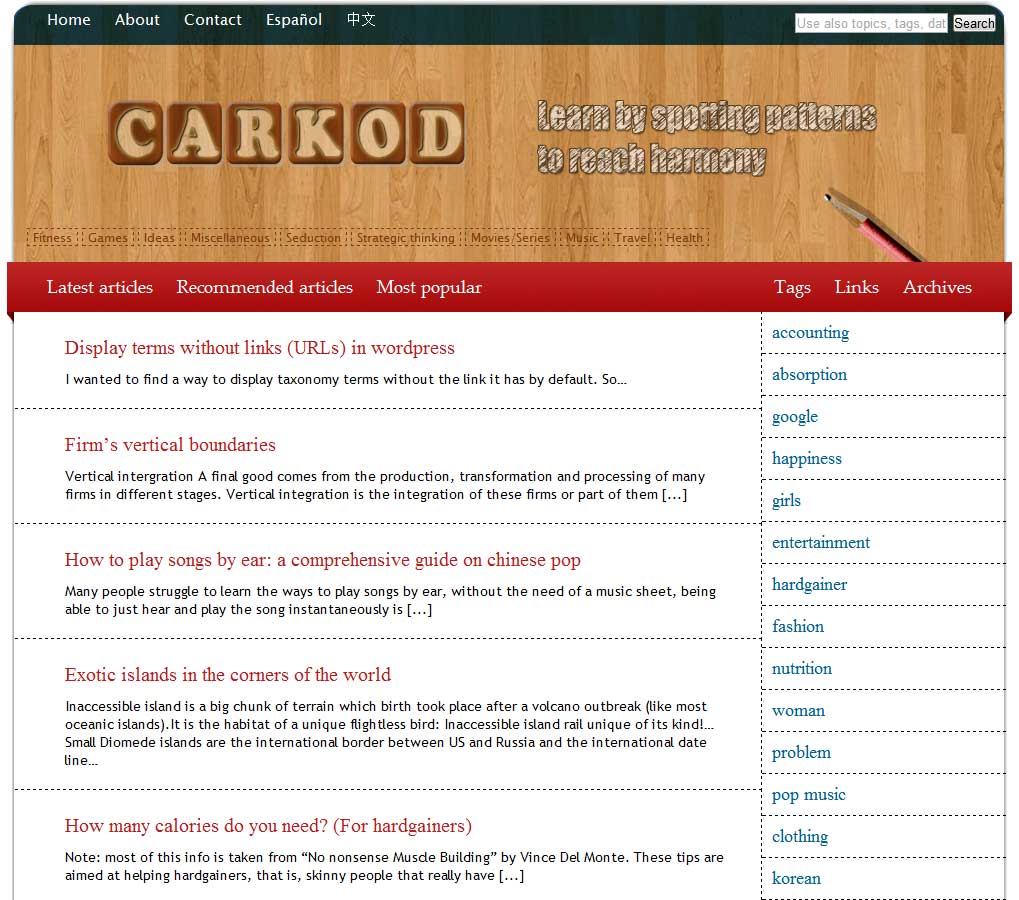 Home About Contact Español 中文
Use also topics, tags, dat Search
CARKOD
Learn by spotting patterns
to reach harmony
Fitness Games Ideas Miscellaneous Seduction Strategic thinking Movies/Series Music Travel Health
Latest articles Recommended articles Most popular
Tags Links Archives
Display terms without links (URLs) in wordpress
I wanted to find a way to display taxonomy terms without the link it has by default. So...
Firm's vertical boundaries
Vertical intergration A final good comes from the production, transformation and processing of many
firms in different stages. Vertical integration is the integration of these firms or part of them [...]
How to play songs by ear: a comprehensive guide on chinese pop
Many people struggle to learn the ways to play songs by ear, without the need of a music sheet, being
able to just hear and play the song instantaneously is [...]
Exotic islands in the corners of the world
Inaccessible island is a big chunk of terrain which birth took place after a volcano outbreak (like most
oceanic islands).It is the habitat of a unique flightless bird: Inaccessible island rail unique of its kind!...
Small Diomede islands are the international border between US and Russia and the international date
line...
How many calories do you need? (For hardgainers)
Note: most of this info is taken from “No nonsense Muscle Building” by Vince Del Monte. These tips are
aimed at helping hardgainers, that is, skinny people that really have [...]
accounting
absorption
google
happiness
girls
entertainment
hardgainer
fashion
nutrition
woman
problem
pop music
clothing
korean